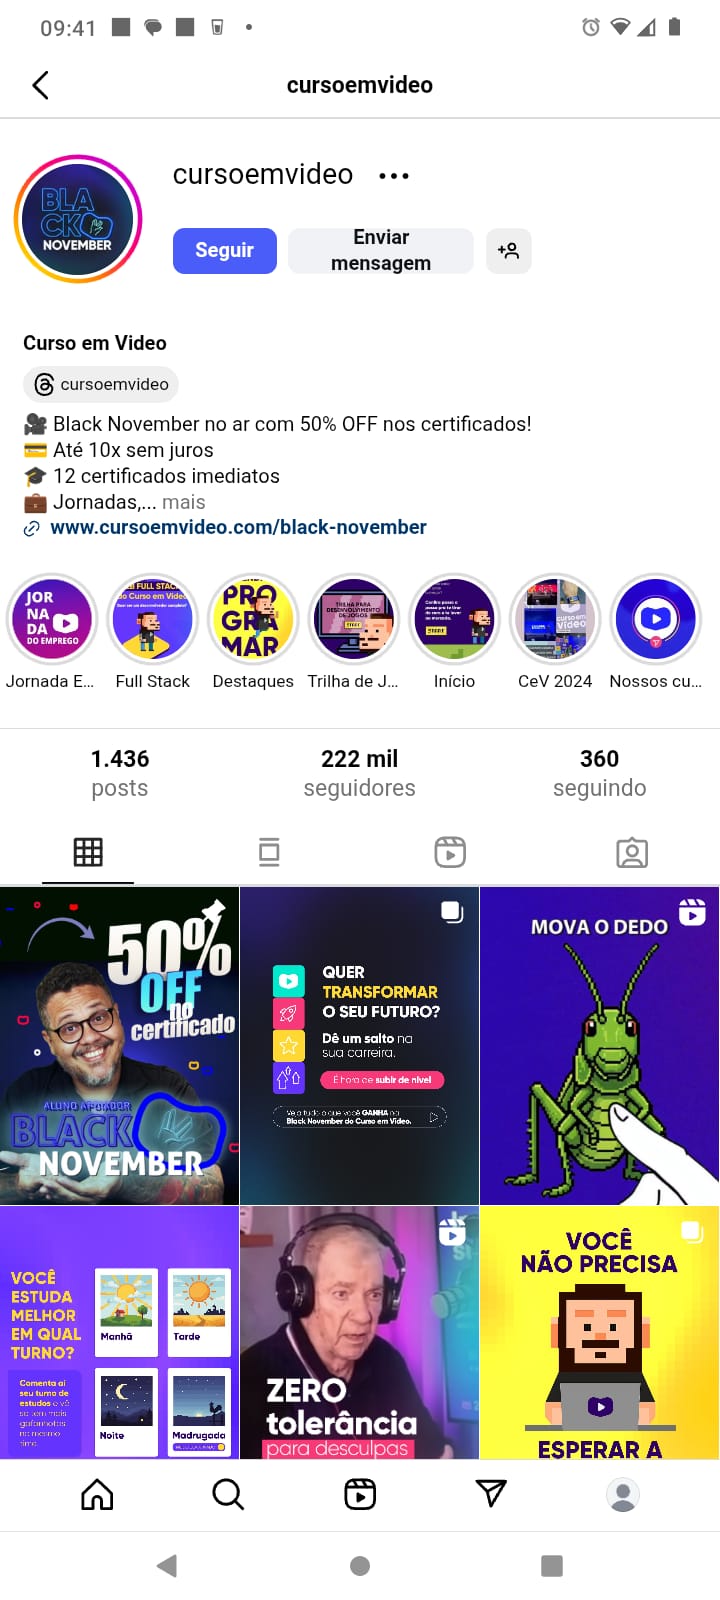 09:41
cursoemvideo
BLA
CK
NOVEMBER
cursoemvideo
Seguir
Enviar
mensagem
Curso em Video
cursoemvideo
Black November no ar com 50% OFF nos certificados!
Até 10x sem juros
12 certificados imediatos
Jornadas,... mais
www.cursoemvideo.com/black-november
JOR
NA
DA
DO EMPREGO
FULL STACK
do Curso em Vídeo
PRO
GRA
MAR
TRILHA PARA
DESENVOLVIMENTO
DE JOGOS
Jornada E...
Full Stack
Destaques
Trilha de J...
Início
CeV 2024
Nossos cu...
1.436
posts
222 mil
seguidores
360
seguindo
50%
OFF
no
certificado
ALUNO APOIADOR
BLACK
NOVEMBER
QUER
TRANSFORMAR
O SEU FUTURO?
Dê um salto na
sua carreira.
É hora de subir de nível
Veja tudo o que você GANHA na
Black November do Curso em Vídeo.
MOVA O DEDO
VOCÊ
ESTUDA
MELHOR
EM QUAL
TURNO?
Comenta aí
seu turno de
estudos e vê
se tem mais
gafanhotos
no mesmo
time.
Manhã
Tarde
Noite
Madrugada
ZERO
tolerância
para desculpas
VOCÊ
NÃO PRECISA
ESPERAR A